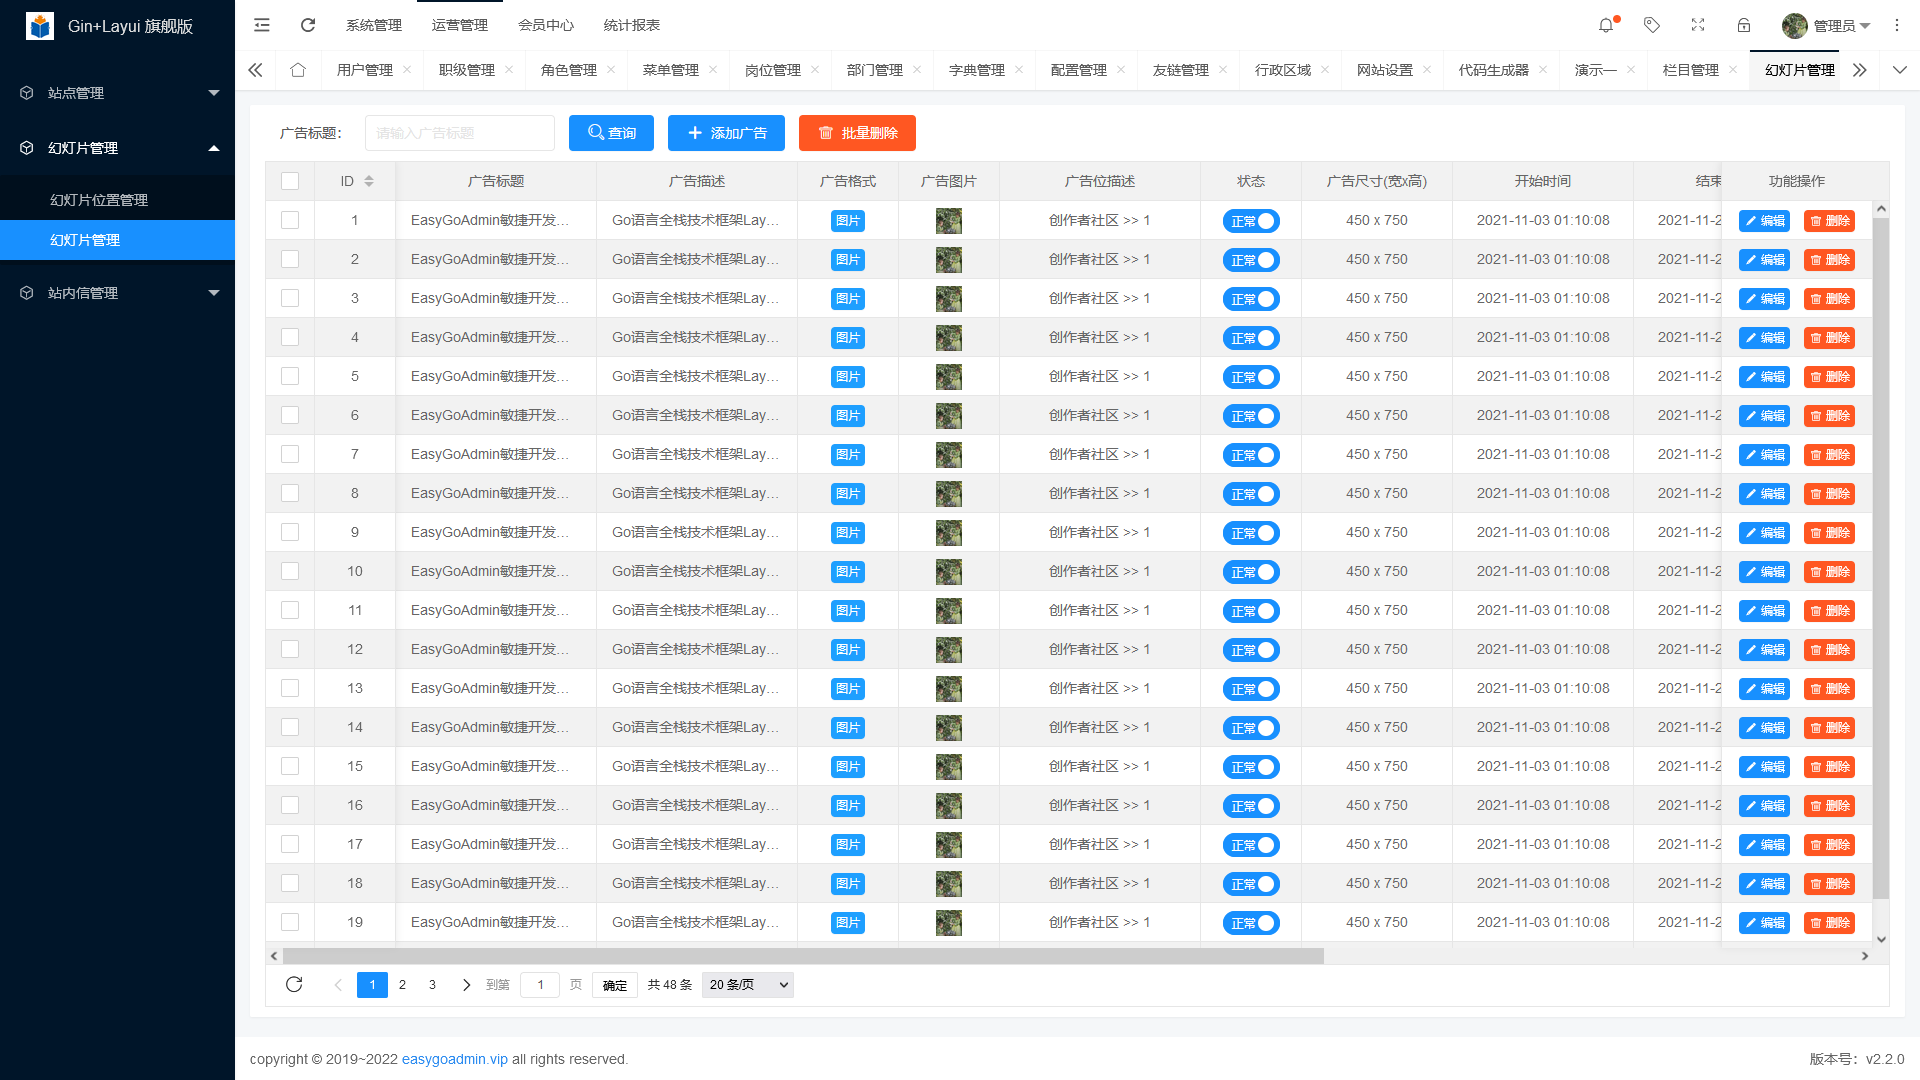 Gin+Layui 旗舰版
系统管理 运营管理 会员中心 统计报表
管理员
用户管理 职级管理 角色管理 菜单管理 岗位管理 部门管理 字典管理 配置管理 友链管理 行政区域 网站设置 代码生成器 演示一 栏目管理 幻灯片管理
站点管理
幻灯片管理
幻灯片位置管理
幻灯片管理
站内信管理
广告标题： 请输入广告标题 查询 添加广告 批量删除
ID 广告标题 广告描述 广告格式 广告图片 广告位描述 状态 广告尺寸(宽x高) 开始时间 结束 功能操作
1 EasyGoAdmin敏捷开发... Go语言全栈技术框架Lay... 图片 创作者社区 >> 1 正常 450 x 750 2021-11-03 01:10:08 2021-11-2 编辑 删除
2 EasyGoAdmin敏捷开发... Go语言全栈技术框架Lay... 图片 创作者社区 >> 1 正常 450 x 750 2021-11-03 01:10:08 2021-11-2 编辑 删除
3 EasyGoAdmin敏捷开发... Go语言全栈技术框架Lay... 图片 创作者社区 >> 1 正常 450 x 750 2021-11-03 01:10:08 2021-11-2 编辑 删除
4 EasyGoAdmin敏捷开发... Go语言全栈技术框架Lay... 图片 创作者社区 >> 1 正常 450 x 750 2021-11-03 01:10:08 2021-11-2 编辑 删除
5 EasyGoAdmin敏捷开发... Go语言全栈技术框架Lay... 图片 创作者社区 >> 1 正常 450 x 750 2021-11-03 01:10:08 2021-11-2 编辑 删除
6 EasyGoAdmin敏捷开发... Go语言全栈技术框架Lay... 图片 创作者社区 >> 1 正常 450 x 750 2021-11-03 01:10:08 2021-11-2 编辑 删除
7 EasyGoAdmin敏捷开发... Go语言全栈技术框架Lay... 图片 创作者社区 >> 1 正常 450 x 750 2021-11-03 01:10:08 2021-11-2 编辑 删除
8 EasyGoAdmin敏捷开发... Go语言全栈技术框架Lay... 图片 创作者社区 >> 1 正常 450 x 750 2021-11-03 01:10:08 2021-11-2 编辑 删除
9 EasyGoAdmin敏捷开发... Go语言全栈技术框架Lay... 图片 创作者社区 >> 1 正常 450 x 750 2021-11-03 01:10:08 2021-11-2 编辑 删除
10 EasyGoAdmin敏捷开发... Go语言全栈技术框架Lay... 图片 创作者社区 >> 1 正常 450 x 750 2021-11-03 01:10:08 2021-11-2 编辑 删除
11 EasyGoAdmin敏捷开发... Go语言全栈技术框架Lay... 图片 创作者社区 >> 1 正常 450 x 750 2021-11-03 01:10:08 2021-11-2 编辑 删除
12 EasyGoAdmin敏捷开发... Go语言全栈技术框架Lay... 图片 创作者社区 >> 1 正常 450 x 750 2021-11-03 01:10:08 2021-11-2 编辑 删除
13 EasyGoAdmin敏捷开发... Go语言全栈技术框架Lay... 图片 创作者社区 >> 1 正常 450 x 750 2021-11-03 01:10:08 2021-11-2 编辑 删除
14 EasyGoAdmin敏捷开发... Go语言全栈技术框架Lay... 图片 创作者社区 >> 1 正常 450 x 750 2021-11-03 01:10:08 2021-11-2 编辑 删除
15 EasyGoAdmin敏捷开发... Go语言全栈技术框架Lay... 图片 创作者社区 >> 1 正常 450 x 750 2021-11-03 01:10:08 2021-11-2 编辑 删除
16 EasyGoAdmin敏捷开发... Go语言全栈技术框架Lay... 图片 创作者社区 >> 1 正常 450 x 750 2021-11-03 01:10:08 2021-11-2 编辑 删除
17 EasyGoAdmin敏捷开发... Go语言全栈技术框架Lay... 图片 创作者社区 >> 1 正常 450 x 750 2021-11-03 01:10:08 2021-11-2 编辑 删除
18 EasyGoAdmin敏捷开发... Go语言全栈技术框架Lay... 图片 创作者社区 >> 1 正常 450 x 750 2021-11-03 01:10:08 2021-11-2 编辑 删除
19 EasyGoAdmin敏捷开发... Go语言全栈技术框架Lay... 图片 创作者社区 >> 1 正常 450 x 750 2021-11-03 01:10:08 2021-11-2 编辑 删除
1 2 3 到第 1 页 确定 共 48 条 20 条/页
copyright © 2019~2022 easygoadmin.vip all rights reserved. 版本号：v2.2.0